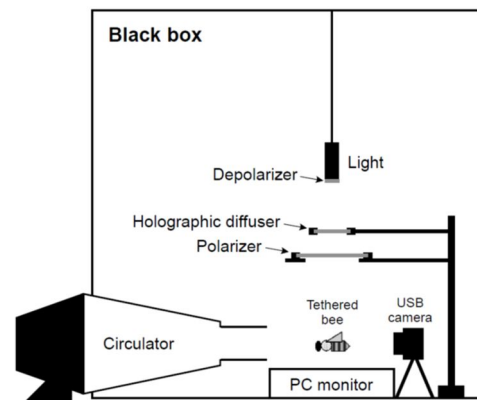 Black box
Light
Depolarizer
Holographic diffuser
Polarizer
Tethered
bee
USB
camera
Circulator
PC monitor